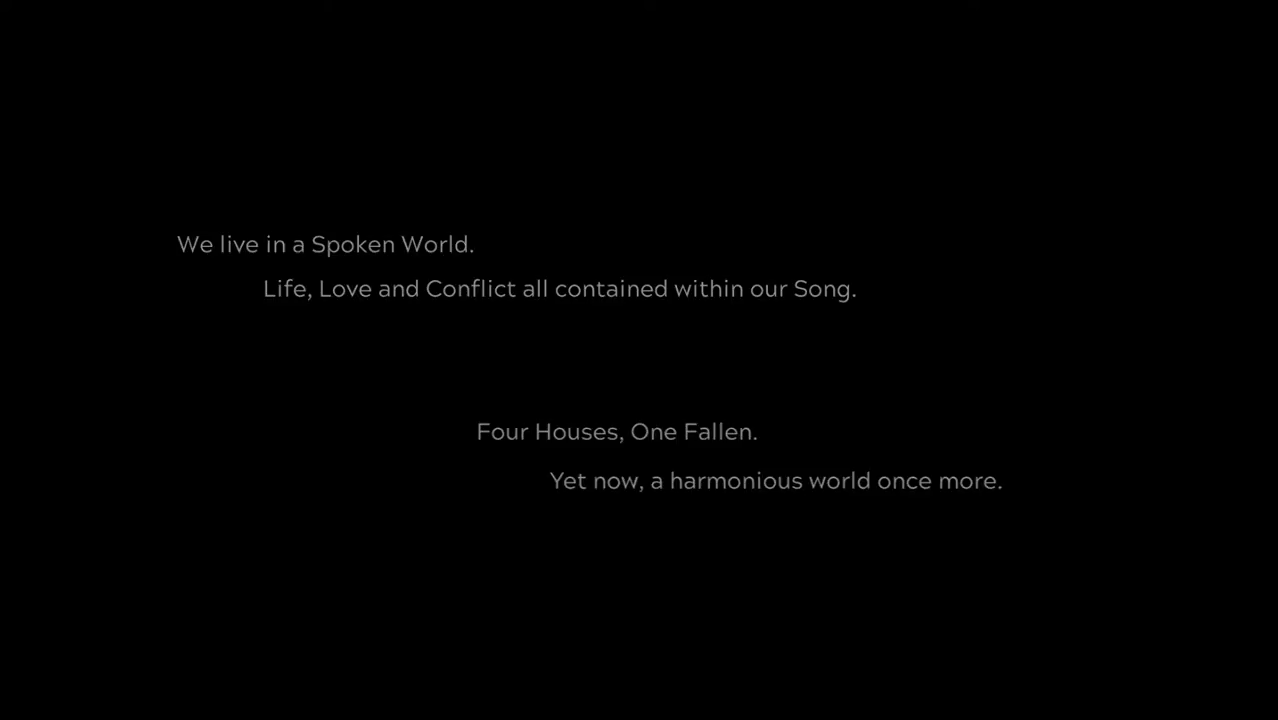 We live in a Spoken World.
Life, Love and Conflict all contained within our Song.
Four Houses, One Fallen.
Yet now, a harmonious world once more.